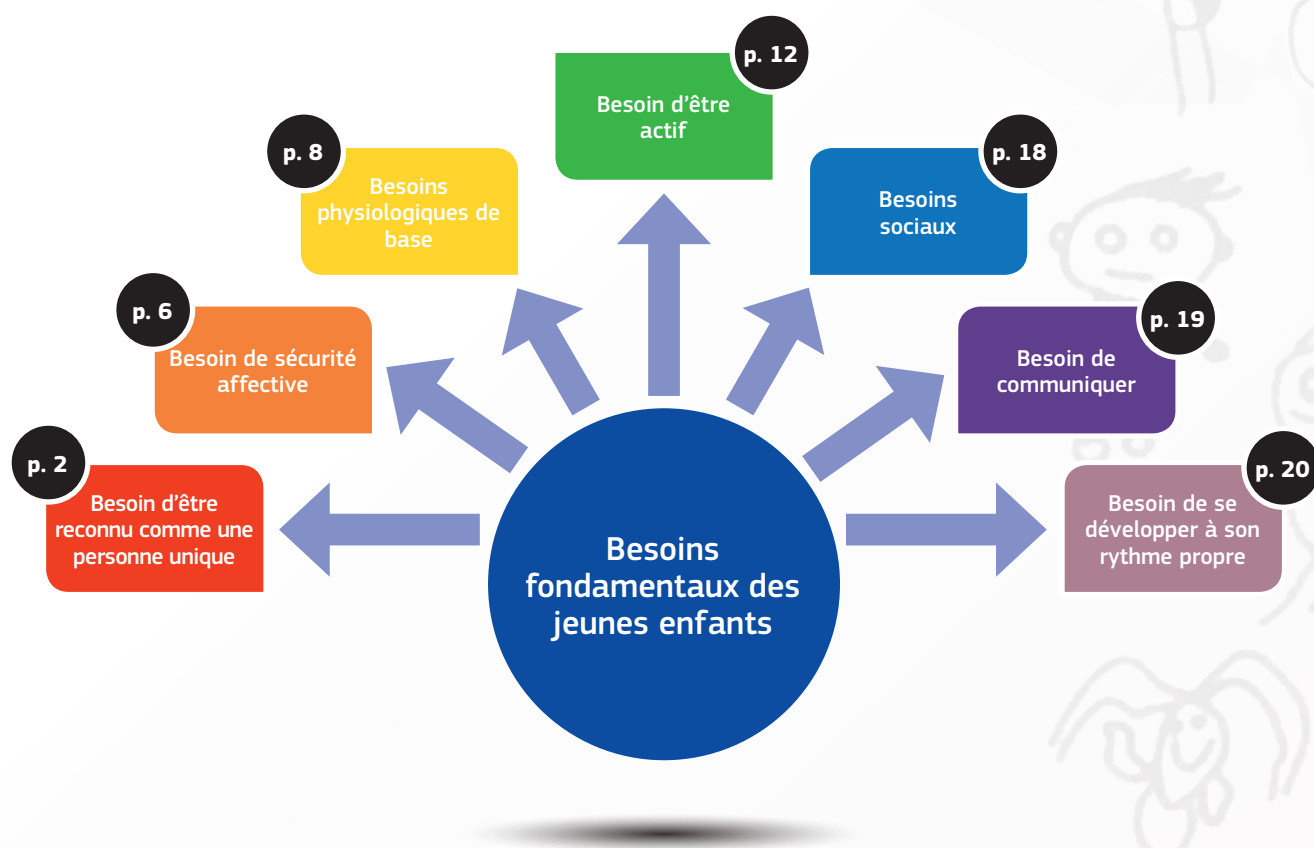 p. 12
Besoin d'être
actif
p. 8
Besoins
physiologiques de
base
p. 18
Besoins
sociaux
p. 6
Besoin de sécurité
affective
p. 19
Besoin de
communiquer
p. 2
Besoin d'être
reconnu comme une
personne unique
p. 20
Besoin de se
développer à son
rythme propre
Besoins
fondamentaux des
jeunes enfants